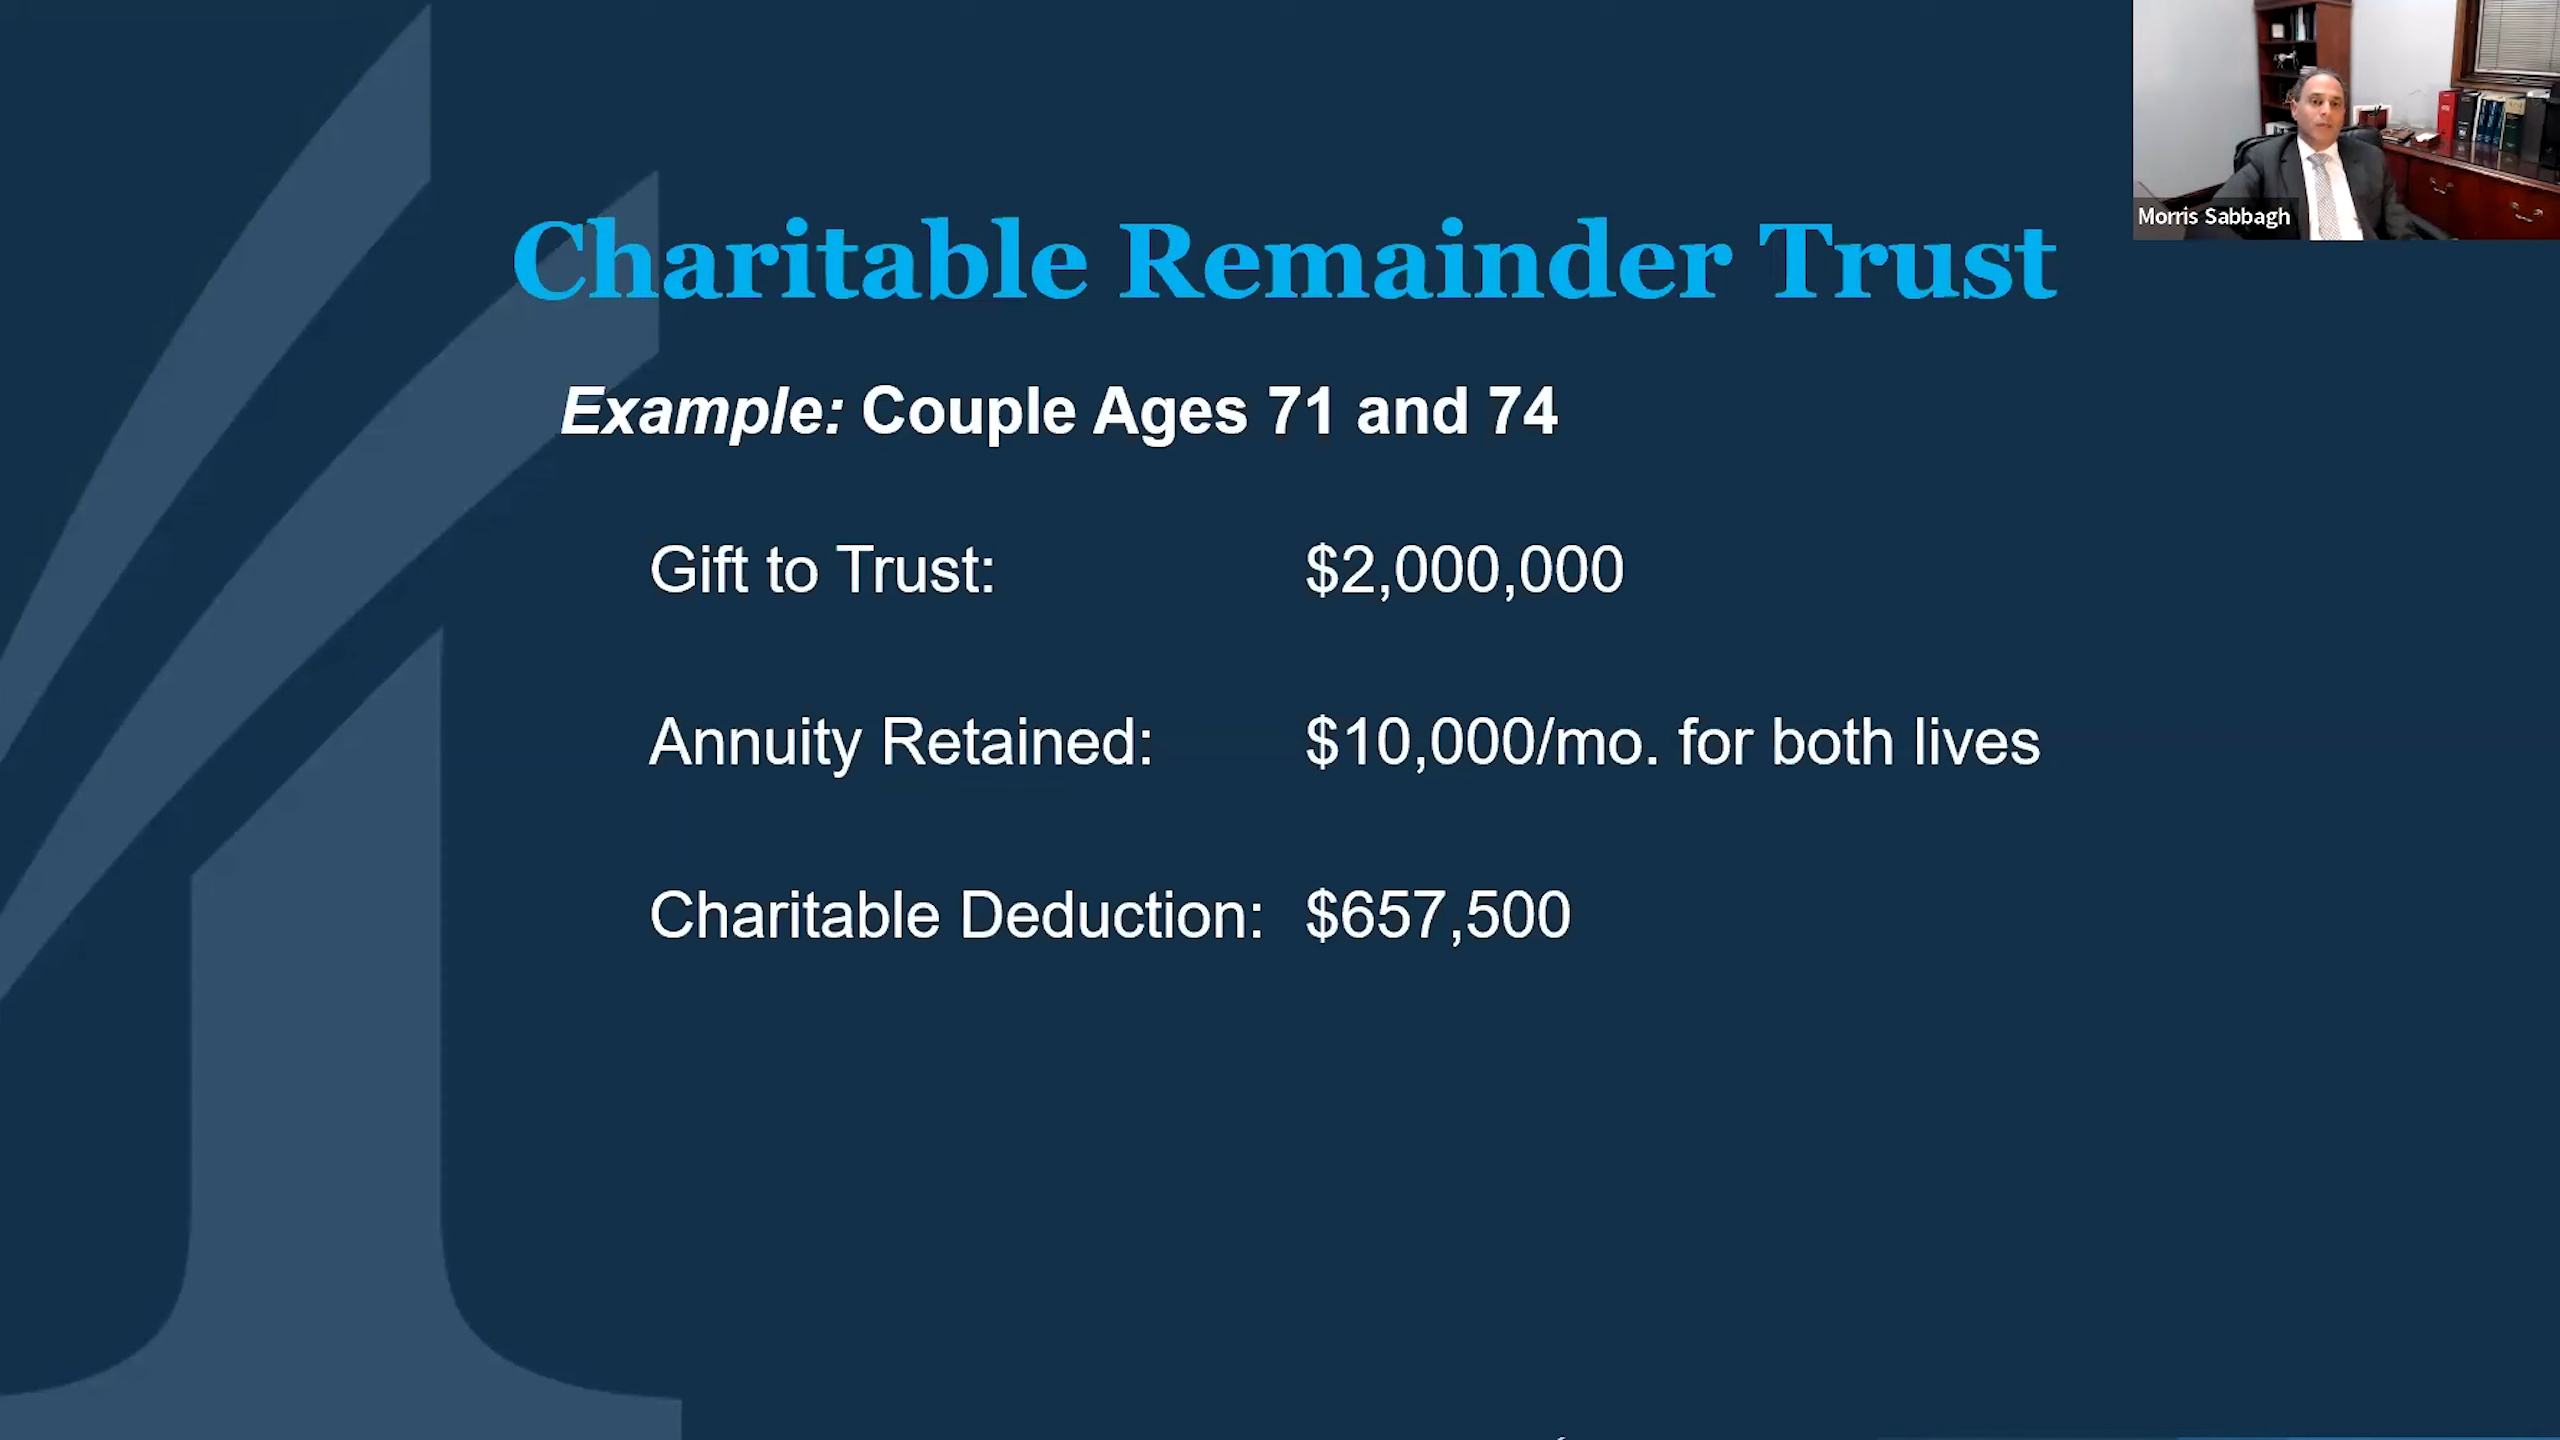 Morris Sabbagh
Charitable Remainder Trust
Example: Couple Ages 71 and 74
Gift to Trust: $2,000,000
Annuity Retained: $10,000/mo. for both lives
Charitable Deduction: $657,500